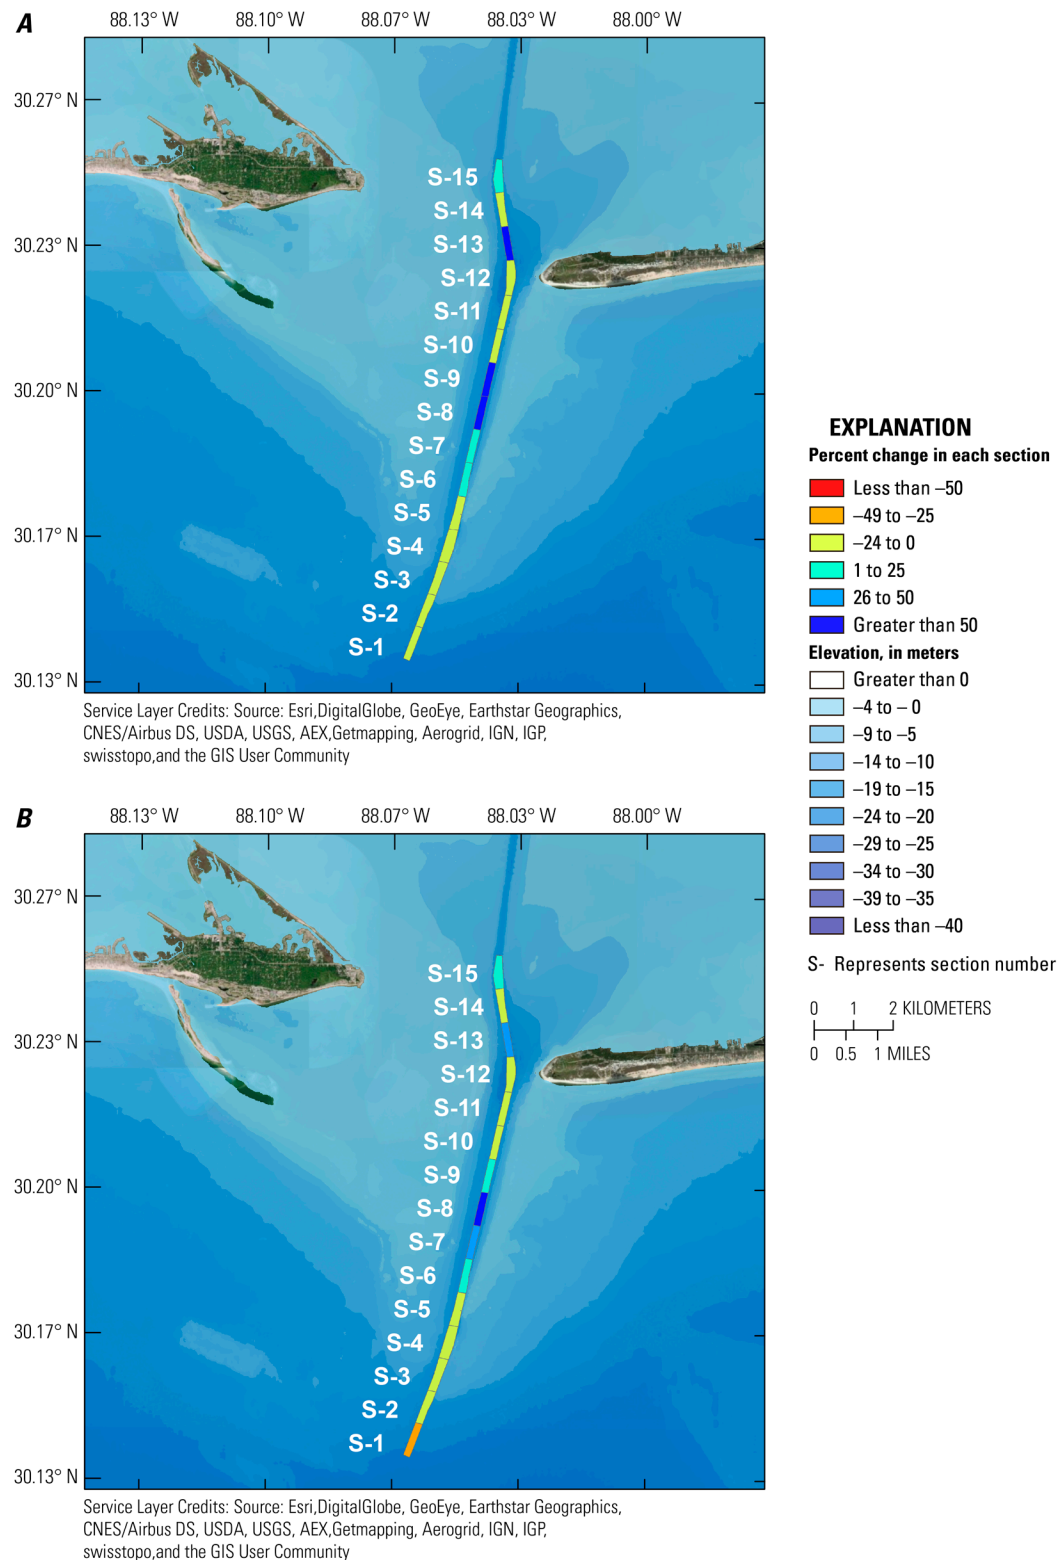 A
88.13° W 88.10° W 88.07° W 88.03° W 88.00° W
30.27° N
30.23° N
30.20° N
30.17° N
30.13° N
S-15
S-14
S-13
S-12
S-11
S-10
S-9
S-8
S-7
S-6
S-5
S-4
S-3
S-2
S-1
Service Layer Credits: Source: Esri,DigitalGlobe, GeoEye, Earthstar Geographics,
CNES/Airbus DS, USDA, USGS, AEX,Getmapping, Aerogrid, IGN, IGP,
swisstopo,and the GIS User Community
B
88.13° W 88.10° W 88.07° W 88.03° W 88.00° W
30.27° N
30.23° N
30.20° N
30.17° N
30.13° N
S-15
S-14
S-13
S-12
S-11
S-10
S-9
S-8
S-7
S-6
S-5
S-4
S-3
S-2
S-1
Service Layer Credits: Source: Esri,DigitalGlobe, GeoEye, Earthstar Geographics,
CNES/Airbus DS, USDA, USGS, AEX,Getmapping, Aerogrid, IGN, IGP,
swisstopo,and the GIS User Community
EXPLANATION
Percent change in each section
Less than –50
–49 to –25
–24 to 0
1 to 25
26 to 50
Greater than 50
Elevation, in meters
Greater than 0
–4 to – 0
–9 to –5
–14 to –10
–19 to –15
–24 to –20
–29 to –25
–34 to –30
–39 to –35
Less than –40
S- Represents section number
0 1 2 KILOMETERS
0 0.5 1 MILES